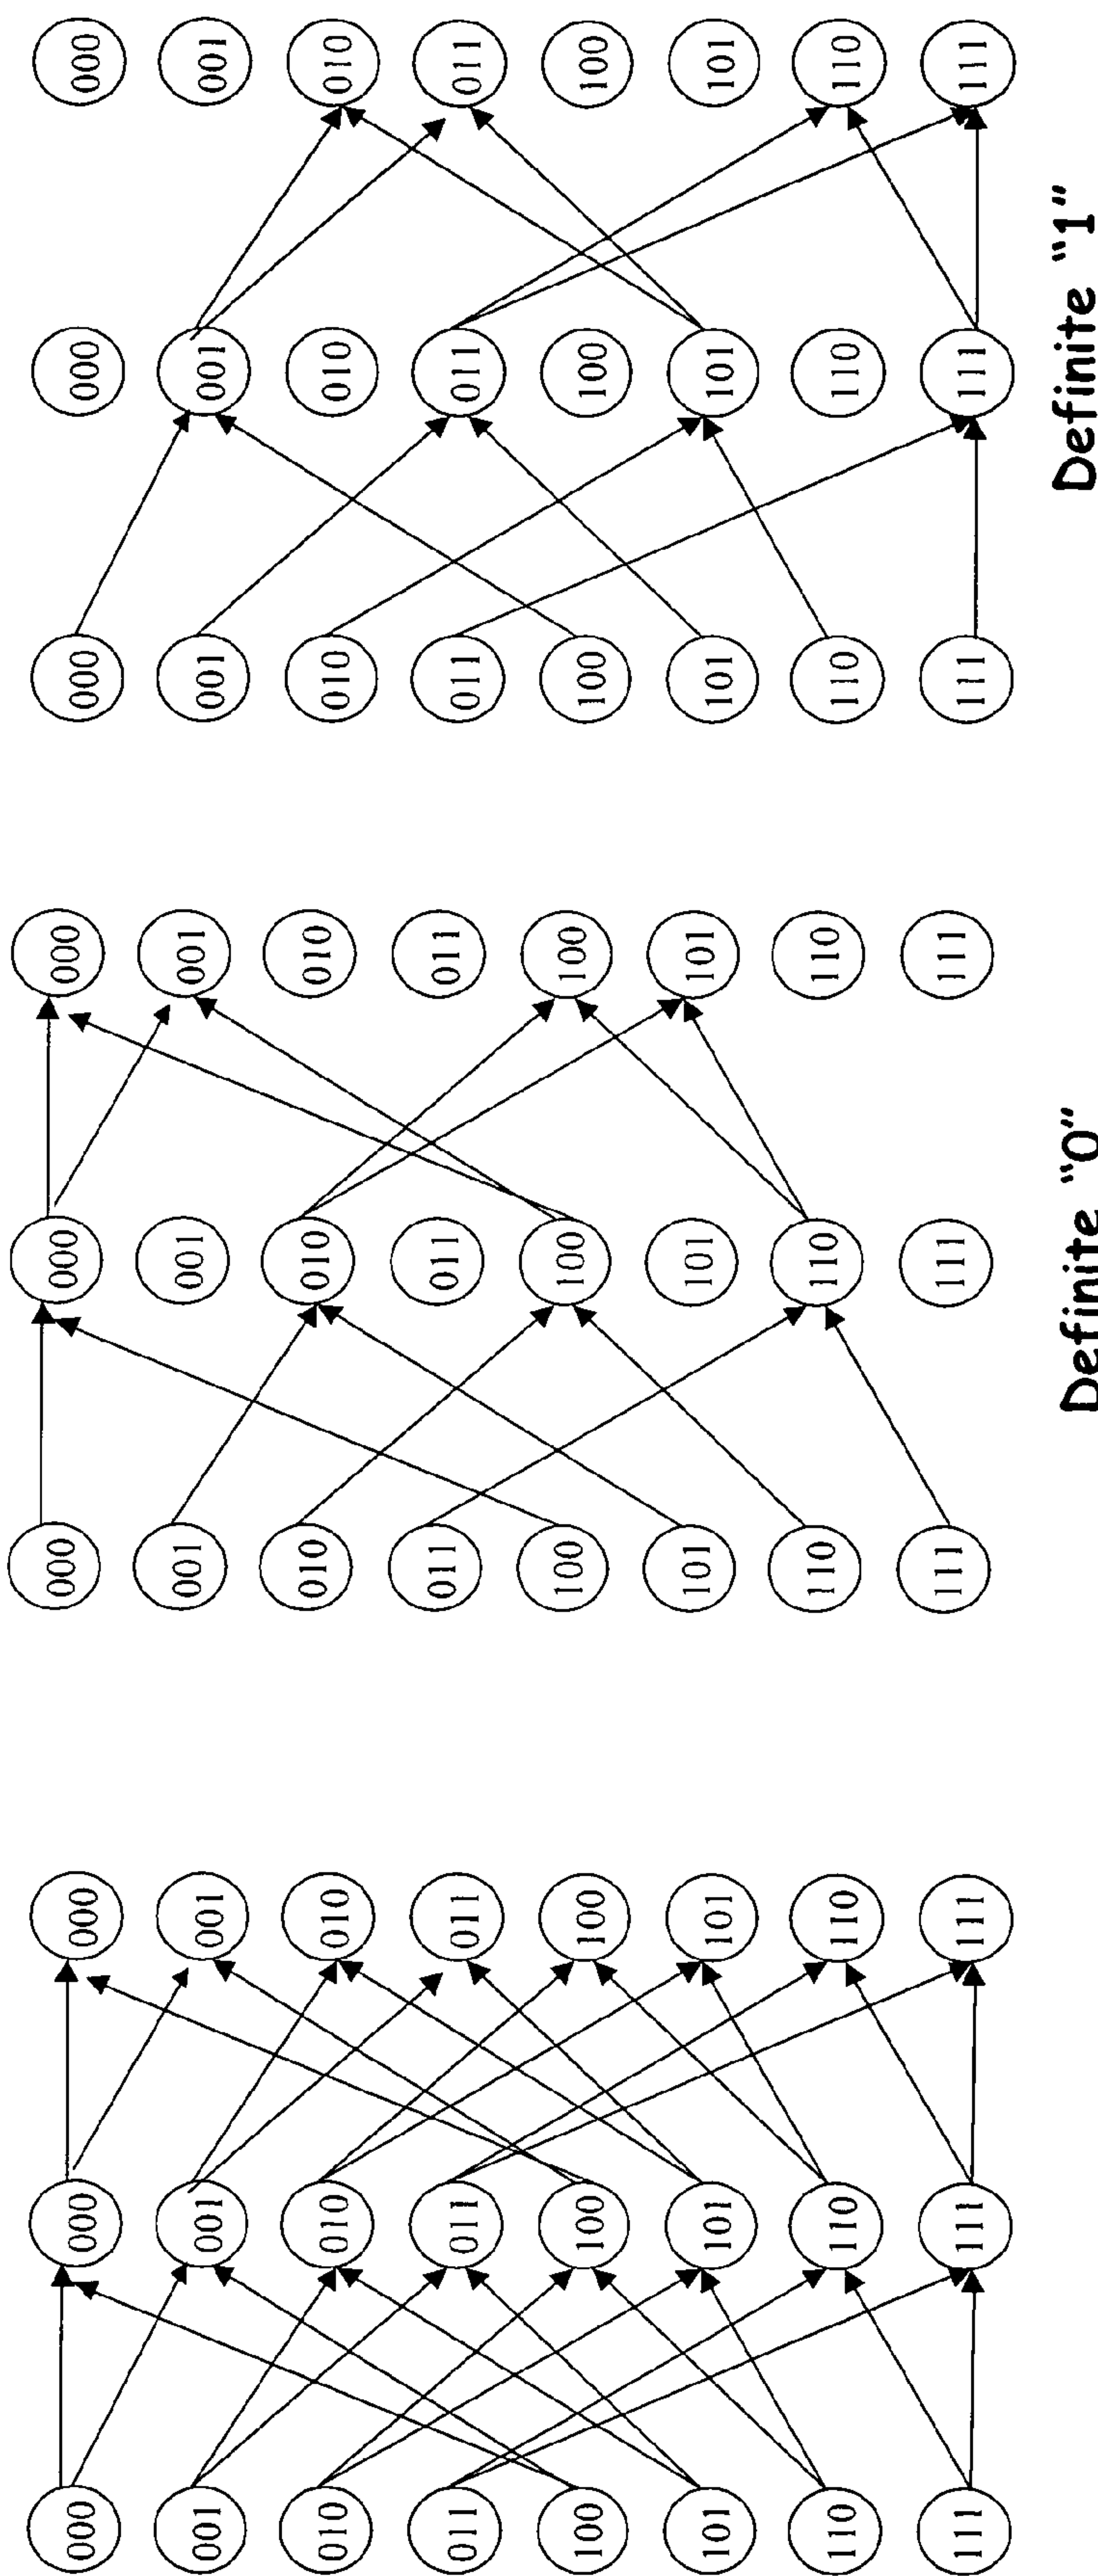 000 000 000 000 000 000 000 000 000
001 001 001 001 001 001 001 001 001
010 010 010 010 010 010 010 010 010
011 011 011 011 011 011 011 011 011
100 100 100 100 100 100 100 100 100
101 101 101 101 101 101 101 101 101
110 110 110 110 110 110 110 110 110
111 111 111 111 111 111 111 111 111
Definite “0” Definite “1”